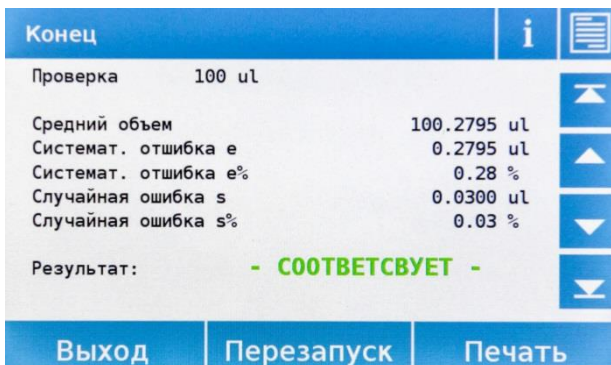 Конец i
Проверка 100 ul
Средний объем 100.2795 ul
Системат. отшибка e 0.2795 ul
Системат. отшибка e% 0.28 %
Случайная ошибка s 0.0300 ul
Случайная ошибка s% 0.03 %
Результат: - СООТВЕТСВУЕТ -
Выход Перезапуск Печать